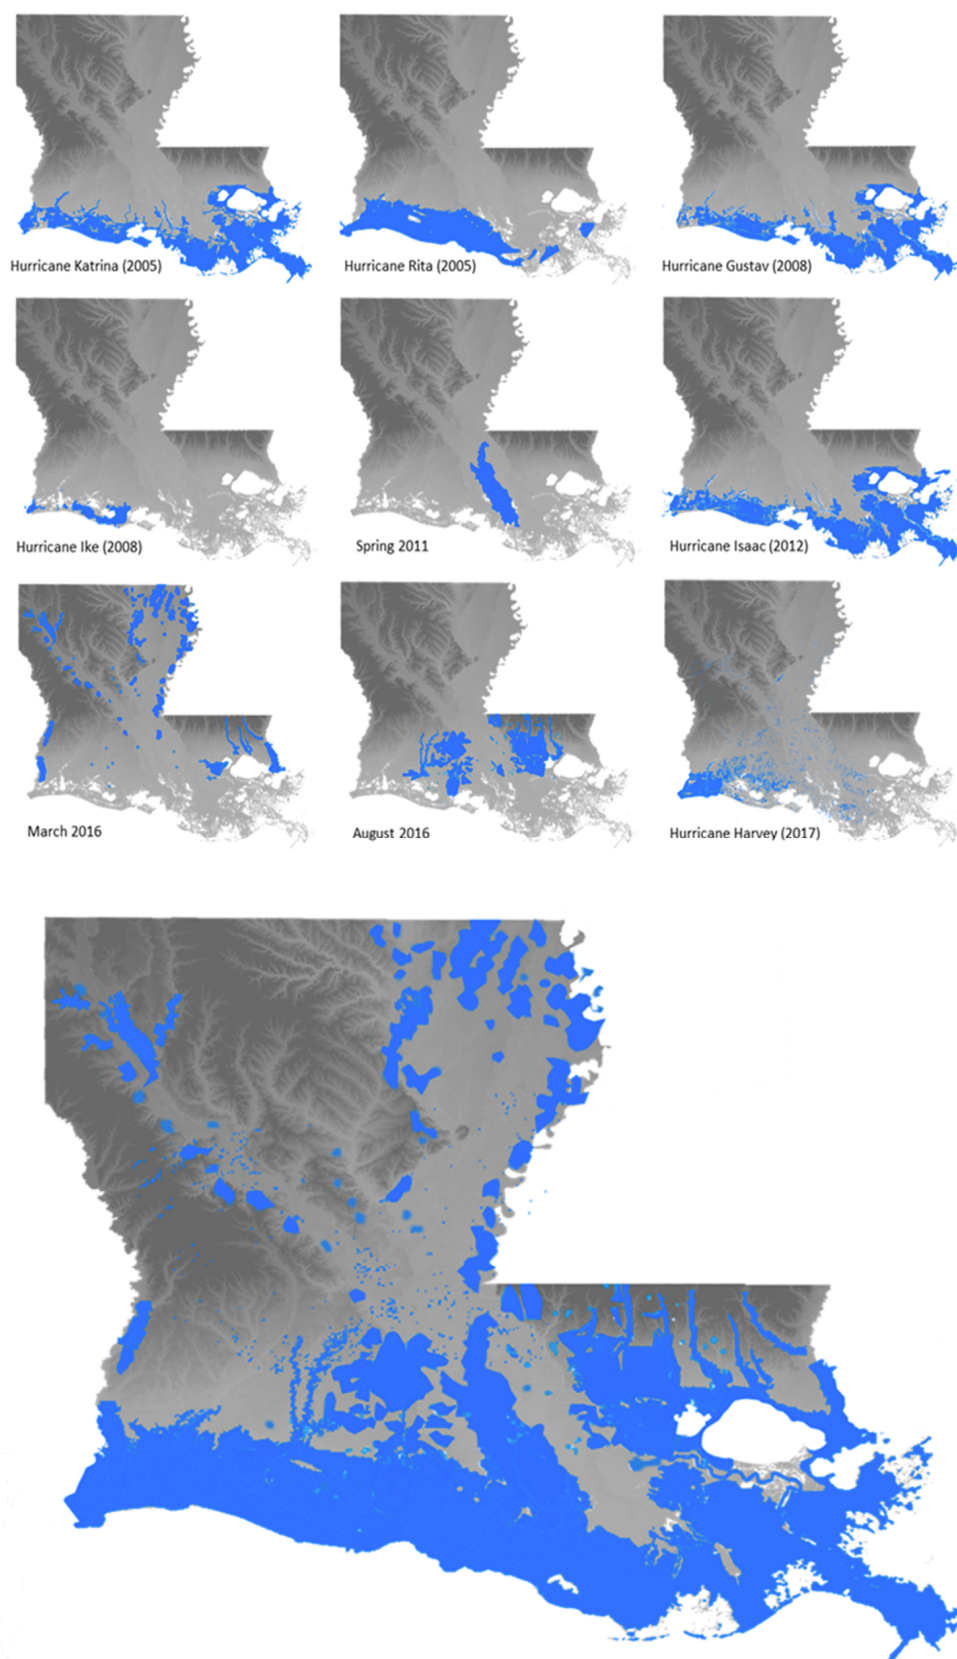 Hurricane Katrina (2005)
Hurricane Rita (2005)
Hurricane Gustav (2008)
Hurricane Ike (2008)
Spring 2011
Hurricane Isaac (2012)
March 2016
August 2016
Hurricane Harvey (2017)